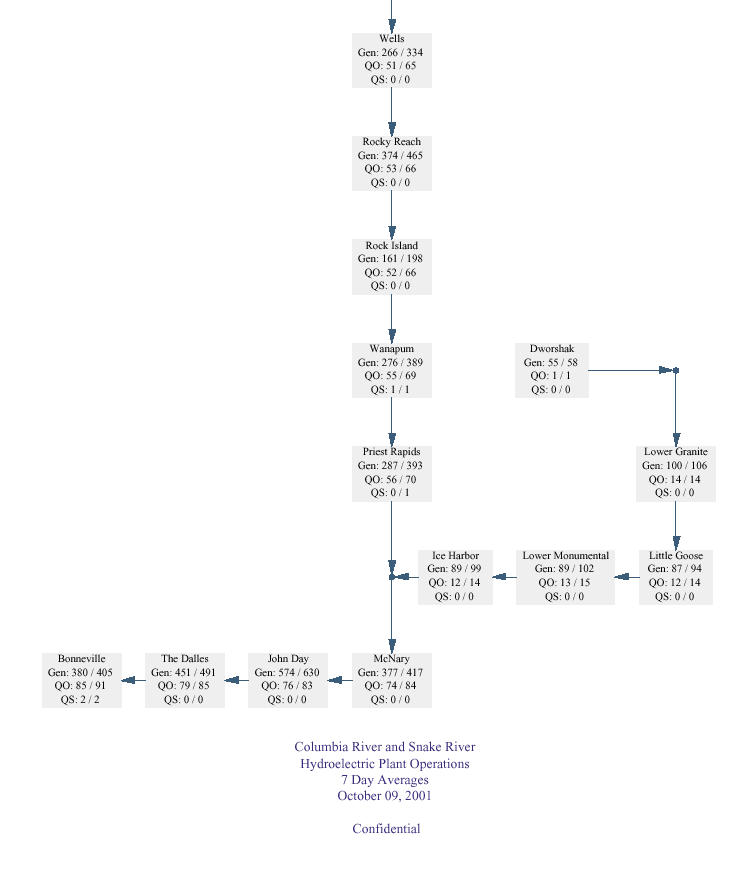 Wells
Gen: 266 / 334
QO: 51 / 65
QS: 0 / 0
Rocky Reach
Gen: 374 / 465
QO: 53 / 66
QS: 0 / 0
Rock Island
Gen: 161 / 198
QO: 52 / 66
QS: 0 / 0
Wanapum
Gen: 276 / 389
QO: 55 / 69
QS: 1 / 1
Dworshak
Gen: 55 / 58
QO: 1 / 1
QS: 0 / 0
Priest Rapids
Gen: 287 / 393
QO: 56 / 70
QS: 0 / 1
Lower Granite
Gen: 100 / 106
QO: 14 / 14
QS: 0 / 0
Ice Harbor
Gen: 89 / 99
QO: 12 / 14
QS: 0 / 0
Lower Monumental
Gen: 89 / 102
QO: 13 / 15
QS: 0 / 0
Little Goose
Gen: 87 / 94
QO: 12 / 14
QS: 0 / 0
Bonneville
Gen: 380 / 405
QO: 85 / 91
QS: 2 / 2
The Dalles
Gen: 451 / 491
QO: 79 / 85
QS: 0 / 0
John Day
Gen: 574 / 630
QO: 76 / 83
QS: 0 / 0
McNary
Gen: 377 / 417
QO: 74 / 84
QS: 0 / 0
Columbia River and Snake River
Hydroelectric Plant Operations
7 Day Averages
October 09, 2001
Confidential